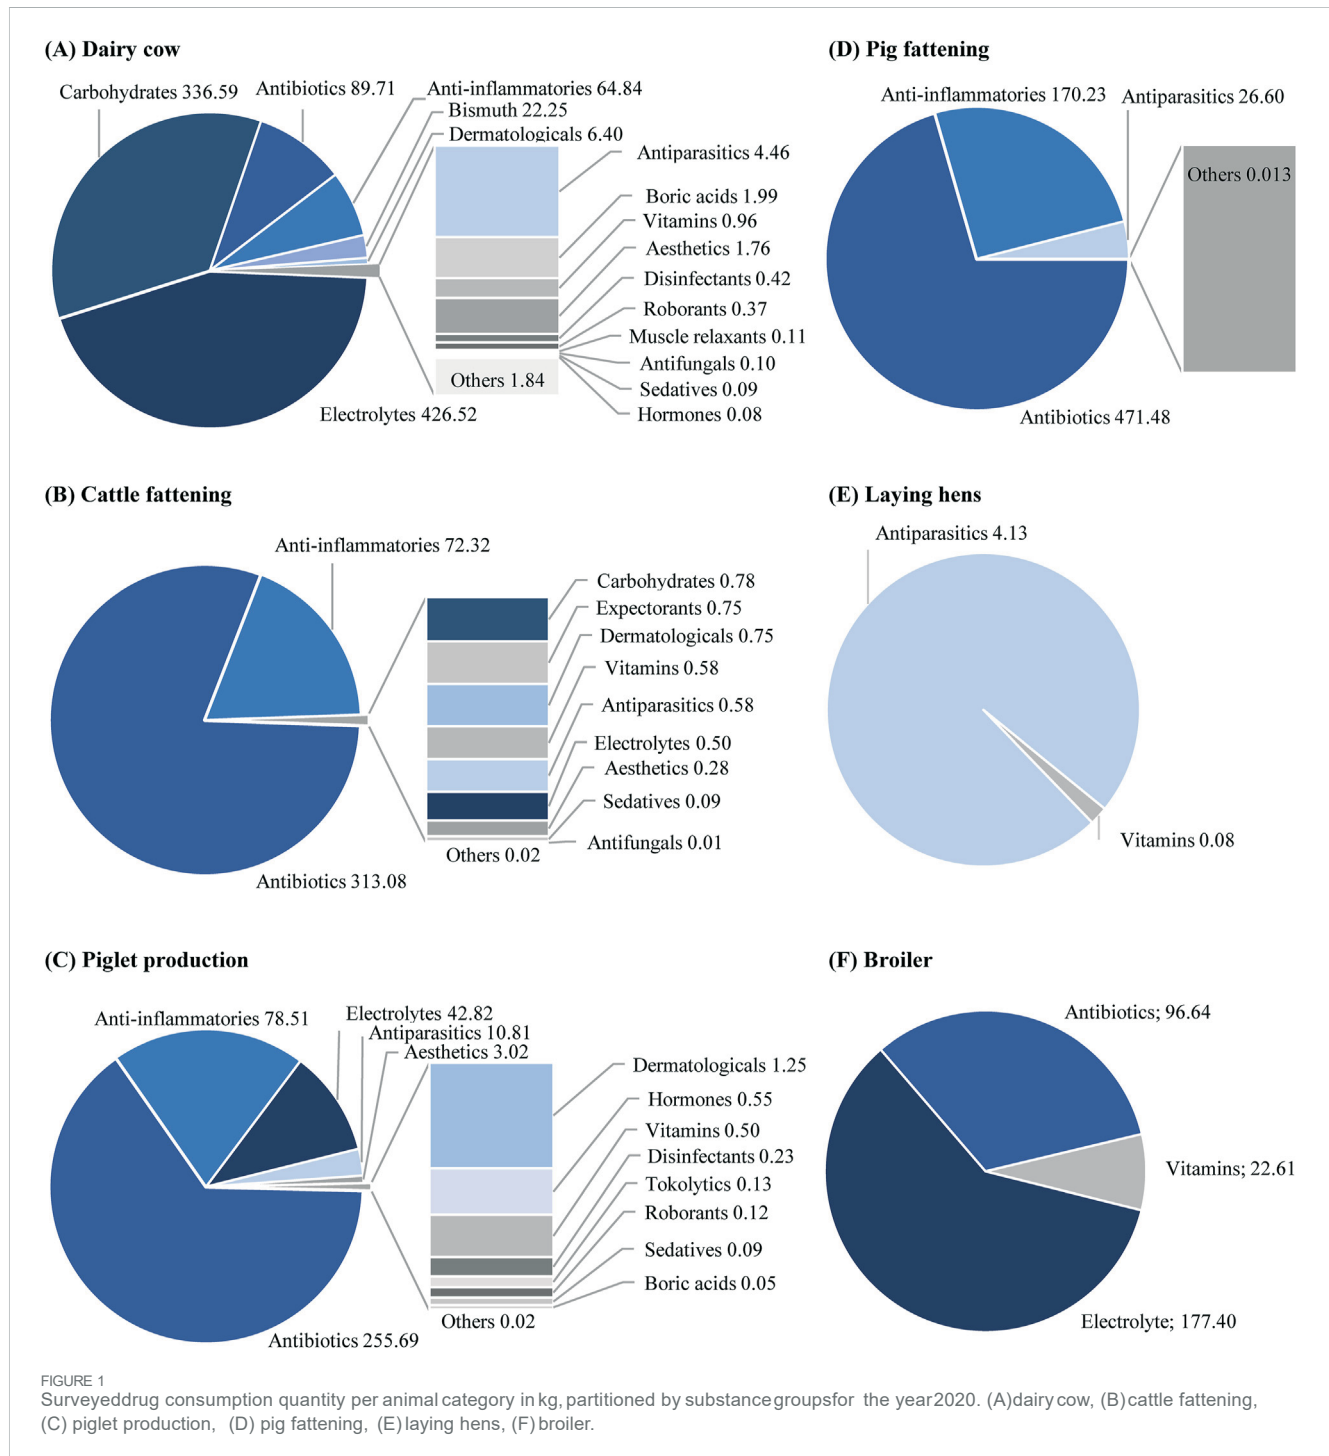 (A) Dairy cow
Carbohydrates 336.59
Antibiotics 89.71
Anti-inflammatories 64.84
Bismuth 22.25
Dermatologicals 6.40
Antiparasitics 4.46
Boric acids 1.99
Vitamins 0.96
Aesthetics 1.76
Disinfectants 0.42
Roborants 0.37
Muscle relaxants 0.11
Antifungals 0.10
Sedatives 0.09
Hormones 0.08
Others 1.84
Electrolytes 426.52
(D) Pig fattening
Anti-inflammatories 170.23
Antiparasitics 26.60
Others 0.013
Antibiotics 471.48
(B) Cattle fattening
Anti-inflammatories 72.32
Carbohydrates 0.78
Expectorants 0.75
Dermatologicals 0.75
Vitamins 0.58
Antiparasitics 0.58
Electrolytes 0.50
Aesthetics 0.28
Sedatives 0.09
Antifungals 0.01
Others 0.02
Antibiotics 313.08
(E) Laying hens
Antiparasitics 4.13
Vitamins 0.08
(C) Piglet production
Anti-inflammatories 78.51
Electrolytes 42.82
Antiparasitics 10.81
Aesthetics 3.02
Dermatologicals 1.25
Hormones 0.55
Vitamins 0.50
Disinfectants 0.23
Tokolytics 0.13
Roborants 0.12
Sedatives 0.09
Boric acids 0.05
Others 0.02
Antibiotics 255.69
(F) Broiler
Antibiotics; 96.64
Vitamins; 22.61
Electrolyte; 177.40
FIGURE 1
Surveyeddrug consumption quantity per animal category in kg, partitioned by substancegroupsfor the year2020. (A)dairy cow, (B)cattle fattening,
(C) piglet production, (D) pig fattening, (E) laying hens, (F) broiler.